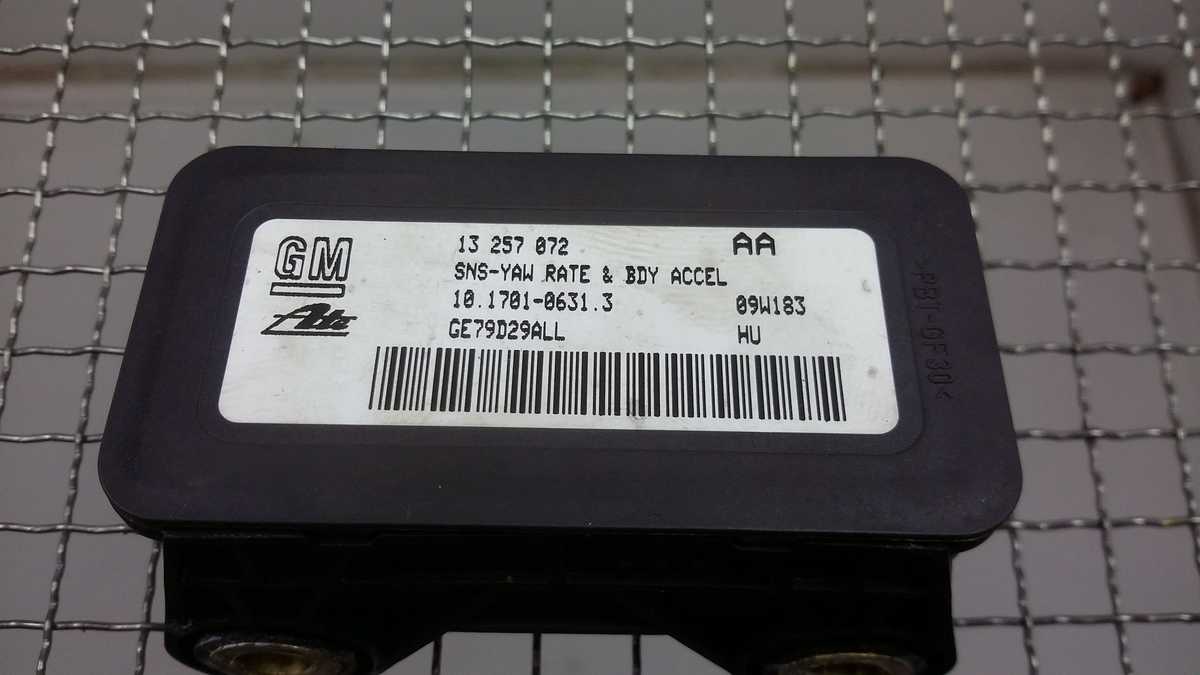 GM
Ate
13 257 072
AA
SNS-YAW RATE & BDY ACCEL
10.1701-0631.3
09W183
GE79D29ALL
HU
>PBT-GF30<